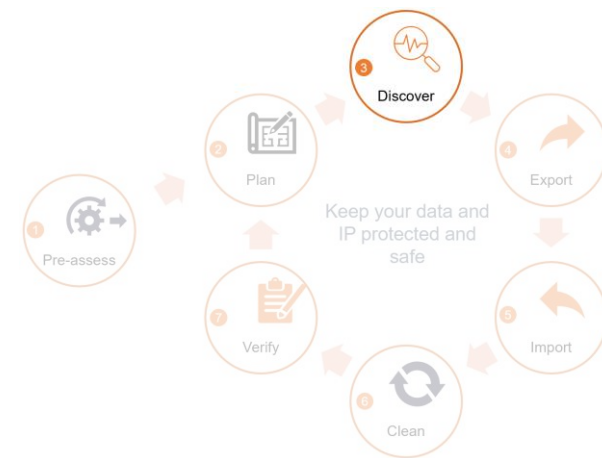 3
Discover
2
Plan
4
Export
1
Pre-assess
Keep your data and
IP protected and
safe
7
Verify
5
Import
6
Clean